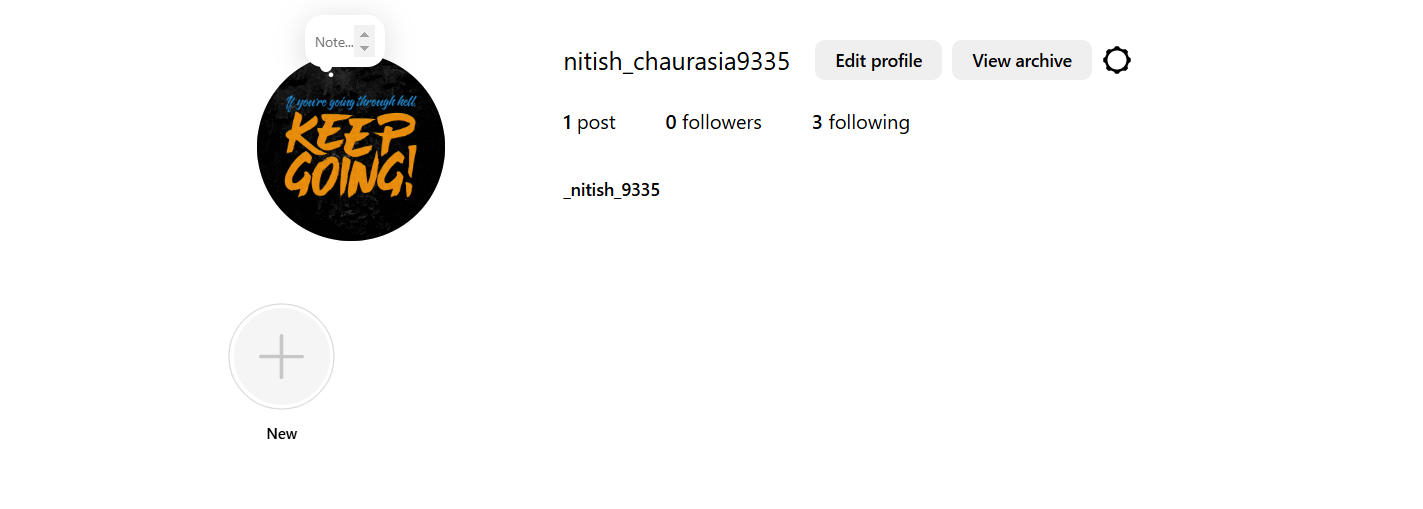 Note...
If you're going through hell,
KEEP
GOING!
nitish_chaurasia9335 Edit profile View archive
1 post 0 followers 3 following
_nitish_9335
New